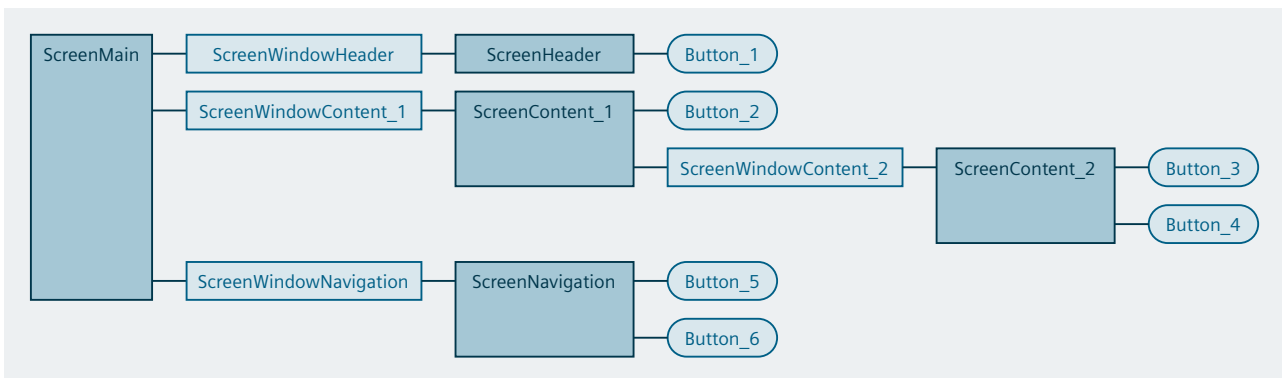 ScreenMain
ScreenWindowHeader
ScreenHeader
Button_1
ScreenWindowContent_1
ScreenContent_1
Button_2
ScreenWindowContent_2
ScreenContent_2
Button_3
Button_4
ScreenWindowNavigation
ScreenNavigation
Button_5
Button_6